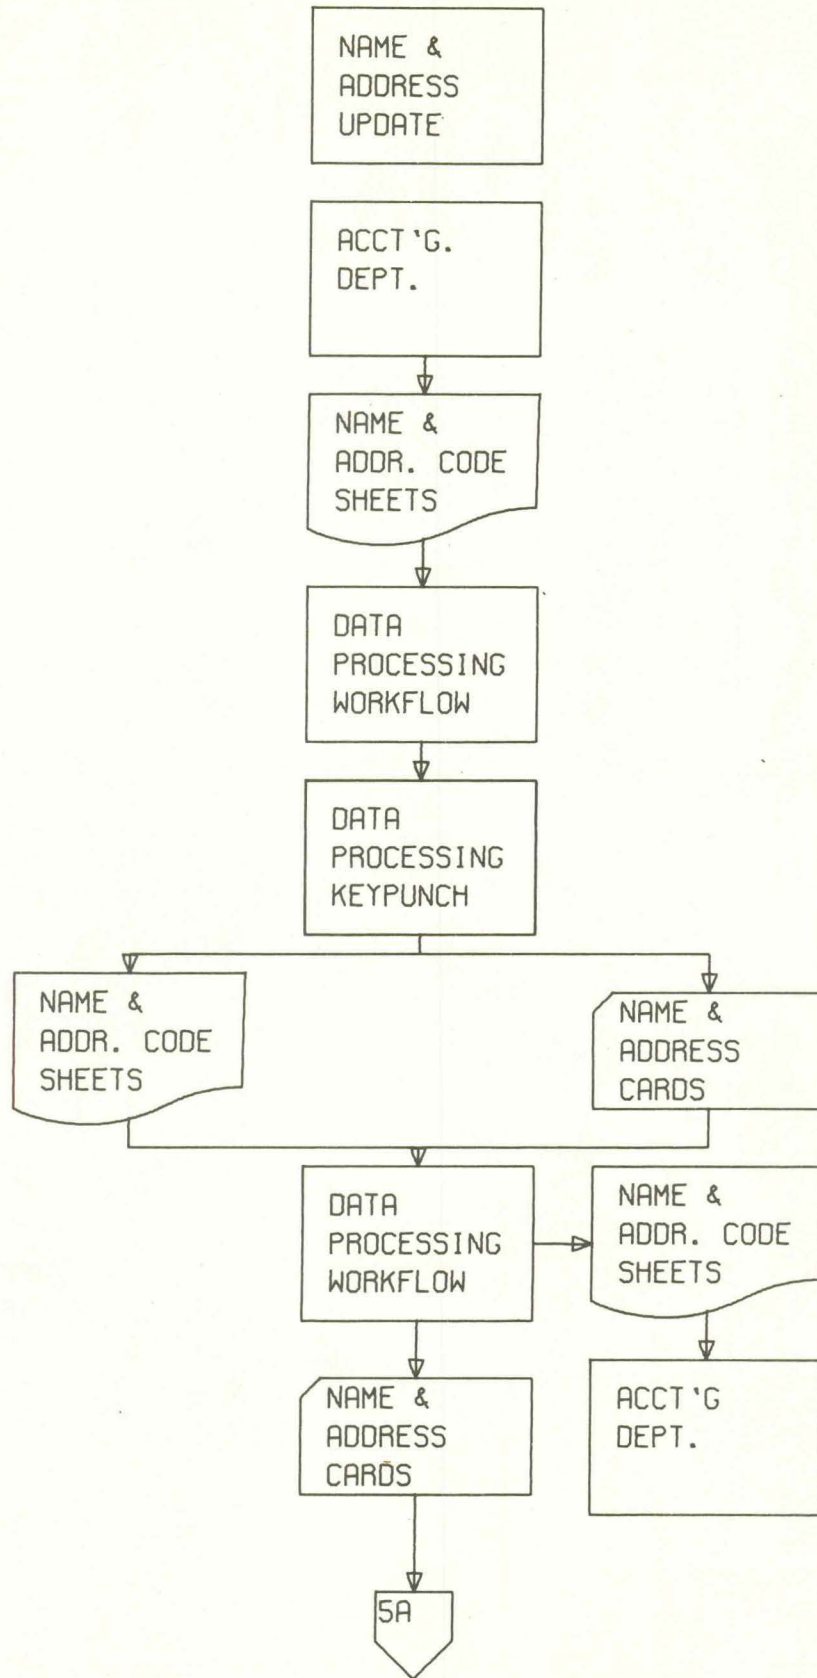 NAME &
ADDRESS
UPDATE
ACCT'G.
DEPT.
NAME &
ADDR. CODE
SHEETS
DATA
PROCESSING
WORKFLOW
DATA
PROCESSING
KEYPUNCH
NAME &
ADDR. CODE
SHEETS
NAME &
ADDRESS
CARDS
DATA
PROCESSING
WORKFLOW
NAME &
ADDR. CODE
SHEETS
NAME &
ADDRESS
CARDS
ACCT'G
DEPT.
5A